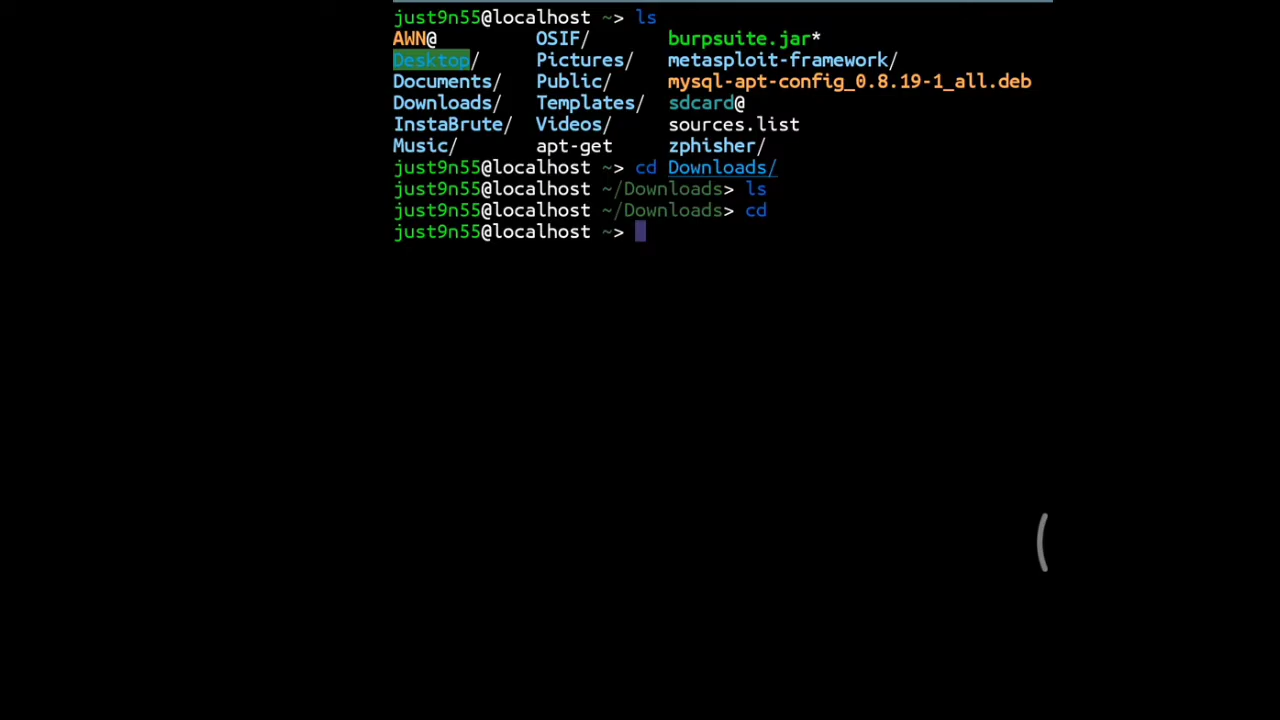 just9n55@localhost ~> ls
AWN@ OSIF/ burpsuite.jar*
Desktop/ Pictures/ metasploit-framework/
Documents/ Public/ mysql-apt-config_0.8.19-1_all.deb
Downloads/ Templates/ sdcard@
InstaBrute/ Videos/ sources.list
Music/ apt-get zphisher/
just9n55@localhost ~> cd Downloads/
just9n55@localhost ~/Downloads> ls
just9n55@localhost ~/Downloads> cd
just9n55@localhost ~>